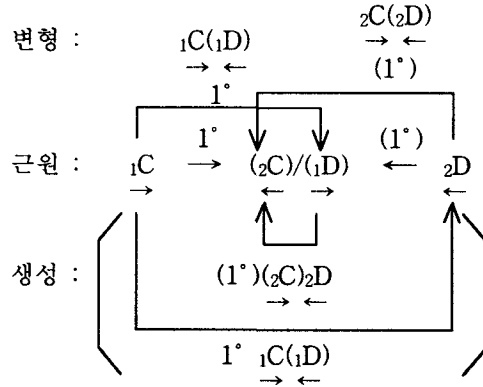 변형 : ₁C(₁D) ₂C(₂D)
→ ← → ←
1° (1°)
1° (1°)
근원 : ₁C → (₂C)/(₁D) ← ₂D
→ ← → ←
생성 : (1°)(₂C)₂D
→ ←
1° ₁C(₁D)
→ ←